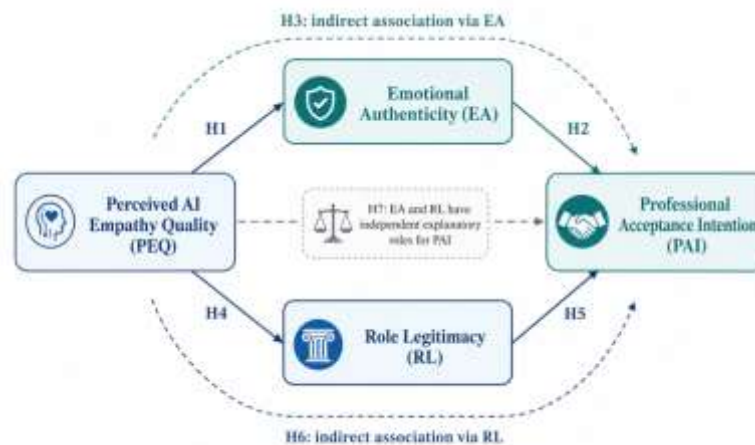 H3: indirect association via EA
Emotional
Authenticity (EA)
H1
H2
Perceived AI
Empathy Quality
(PEQ)
H7: EA and RL have
independent explanatory
roles for PAI
Professional
Acceptance Intention
(PAI)
H4
H5
Role Legitimacy
(RL)
H6: indirect association via RL